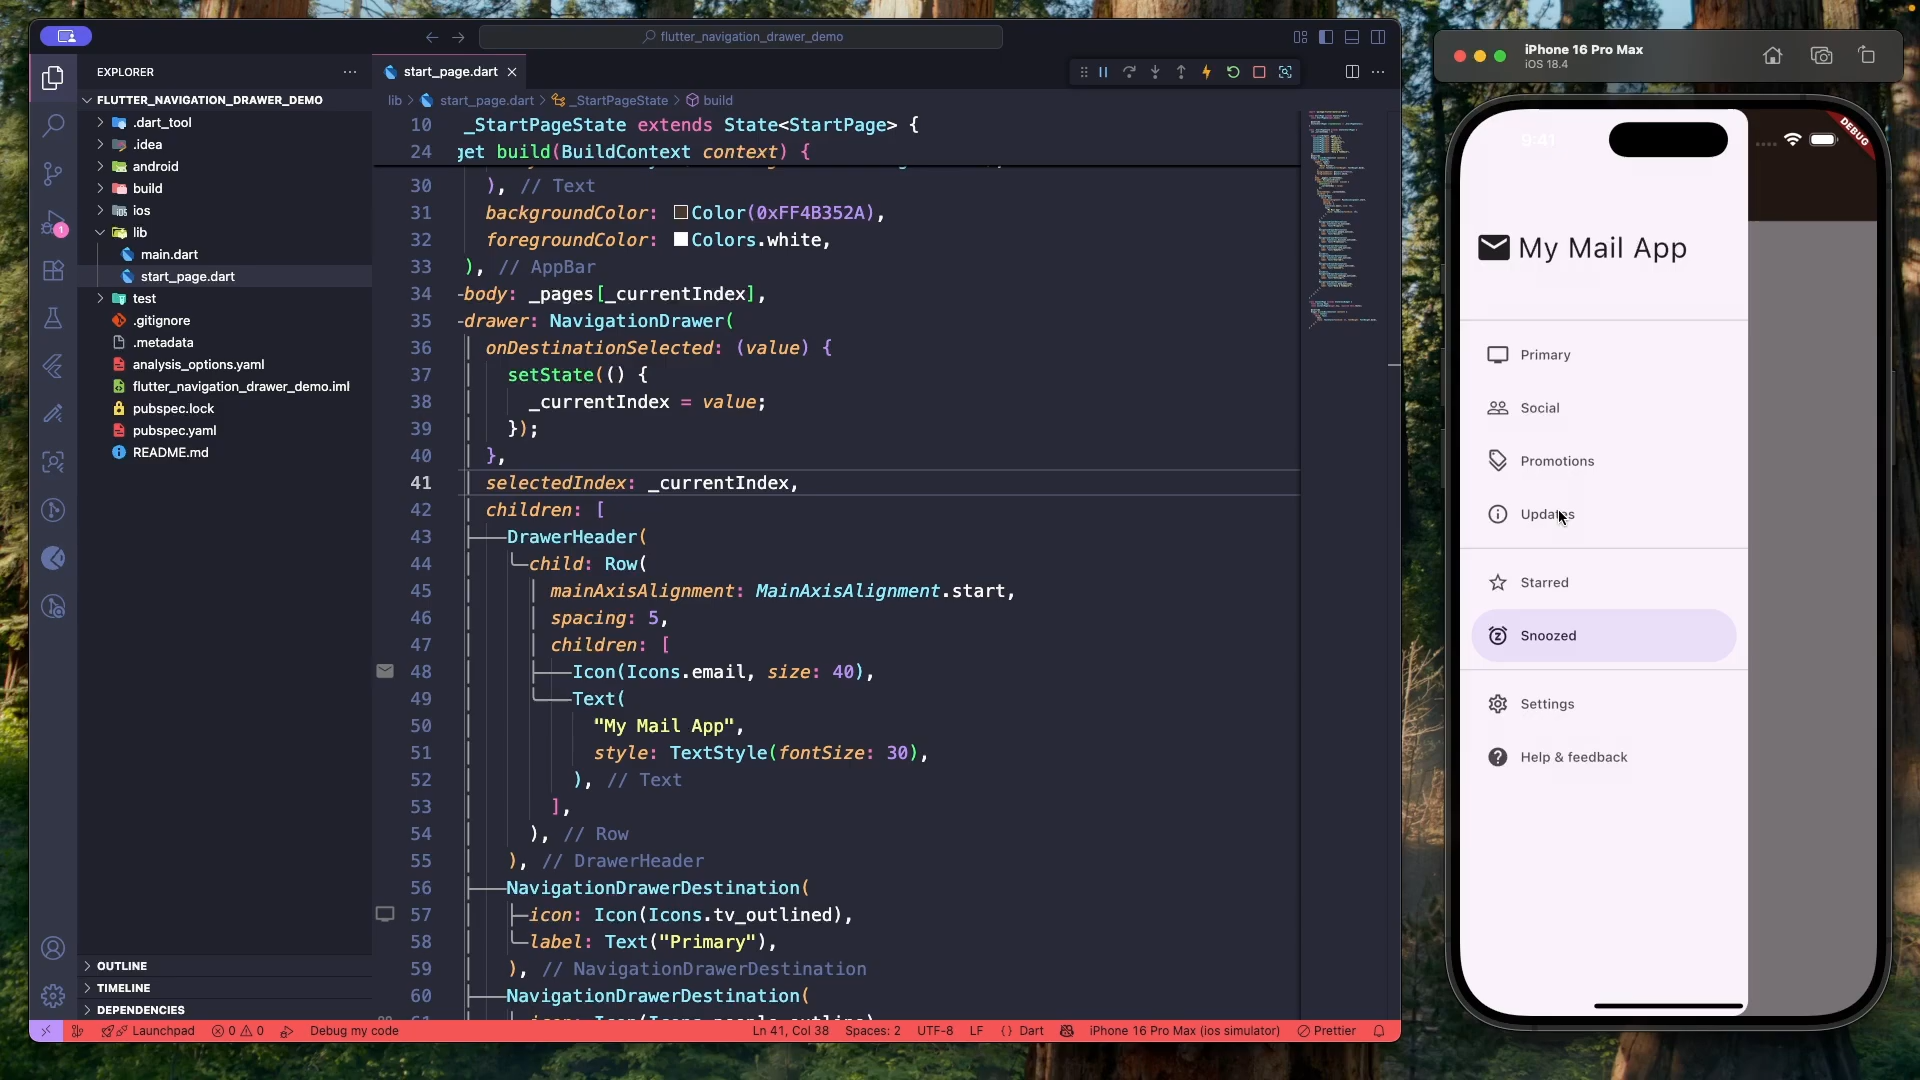 flutter_navigation_drawer_demo
EXPLORER
FLUTTER_NAVIGATION_DRAWER_DEMO
.dart_tool
.idea
android
build
ios
lib
main.dart
start_page.dart
test
.gitignore
.metadata
analysis_options.yaml
flutter_navigation_drawer_demo.iml
pubspec.lock
pubspec.yaml
README.md
OUTLINE
TIMELINE
DEPENDENCIES
1
start_page.dart
lib > start_page.dart > _StartPageState > build
10 _StartPageState extends State<StartPage> {
24 get build(BuildContext context) {
30 ), // Text
31 backgroundColor: Color(0xFF4B352A),
32 foregroundColor: Colors.white,
33 ), // AppBar
34 body: _pages[_currentIndex],
35 drawer: NavigationDrawer(
36 onDestinationSelected: (value) {
37 setState(() {
38 _currentIndex = value;
39 });
40 },
41 selectedIndex: _currentIndex,
42 children: [
43 DrawerHeader(
44 child: Row(
45 mainAxisAlignment: MainAxisAlignment.start,
46 spacing: 5,
47 children: [
48 Icon(Icons.email, size: 40),
49 Text(
50 "My Mail App",
51 style: TextStyle(fontSize: 30),
52 ), // Text
53 ],
54 ), // Row
55 ), // DrawerHeader
56 NavigationDrawerDestination(
57 icon: Icon(Icons.tv_outlined),
58 label: Text("Primary"),
59 ), // NavigationDrawerDestination
60 NavigationDrawerDestination(
Launchpad 0 0 Debug my code Ln 41, Col 38 Spaces: 2 UTF-8 LF {} Dart iPhone 16 Pro Max (ios simulator) Prettier
iPhone 16 Pro Max
iOS 18.4
9:41
DEBUG
My Mail App
Primary
Social
Promotions
Updates
Starred
Snoozed
Settings
Help & feedback